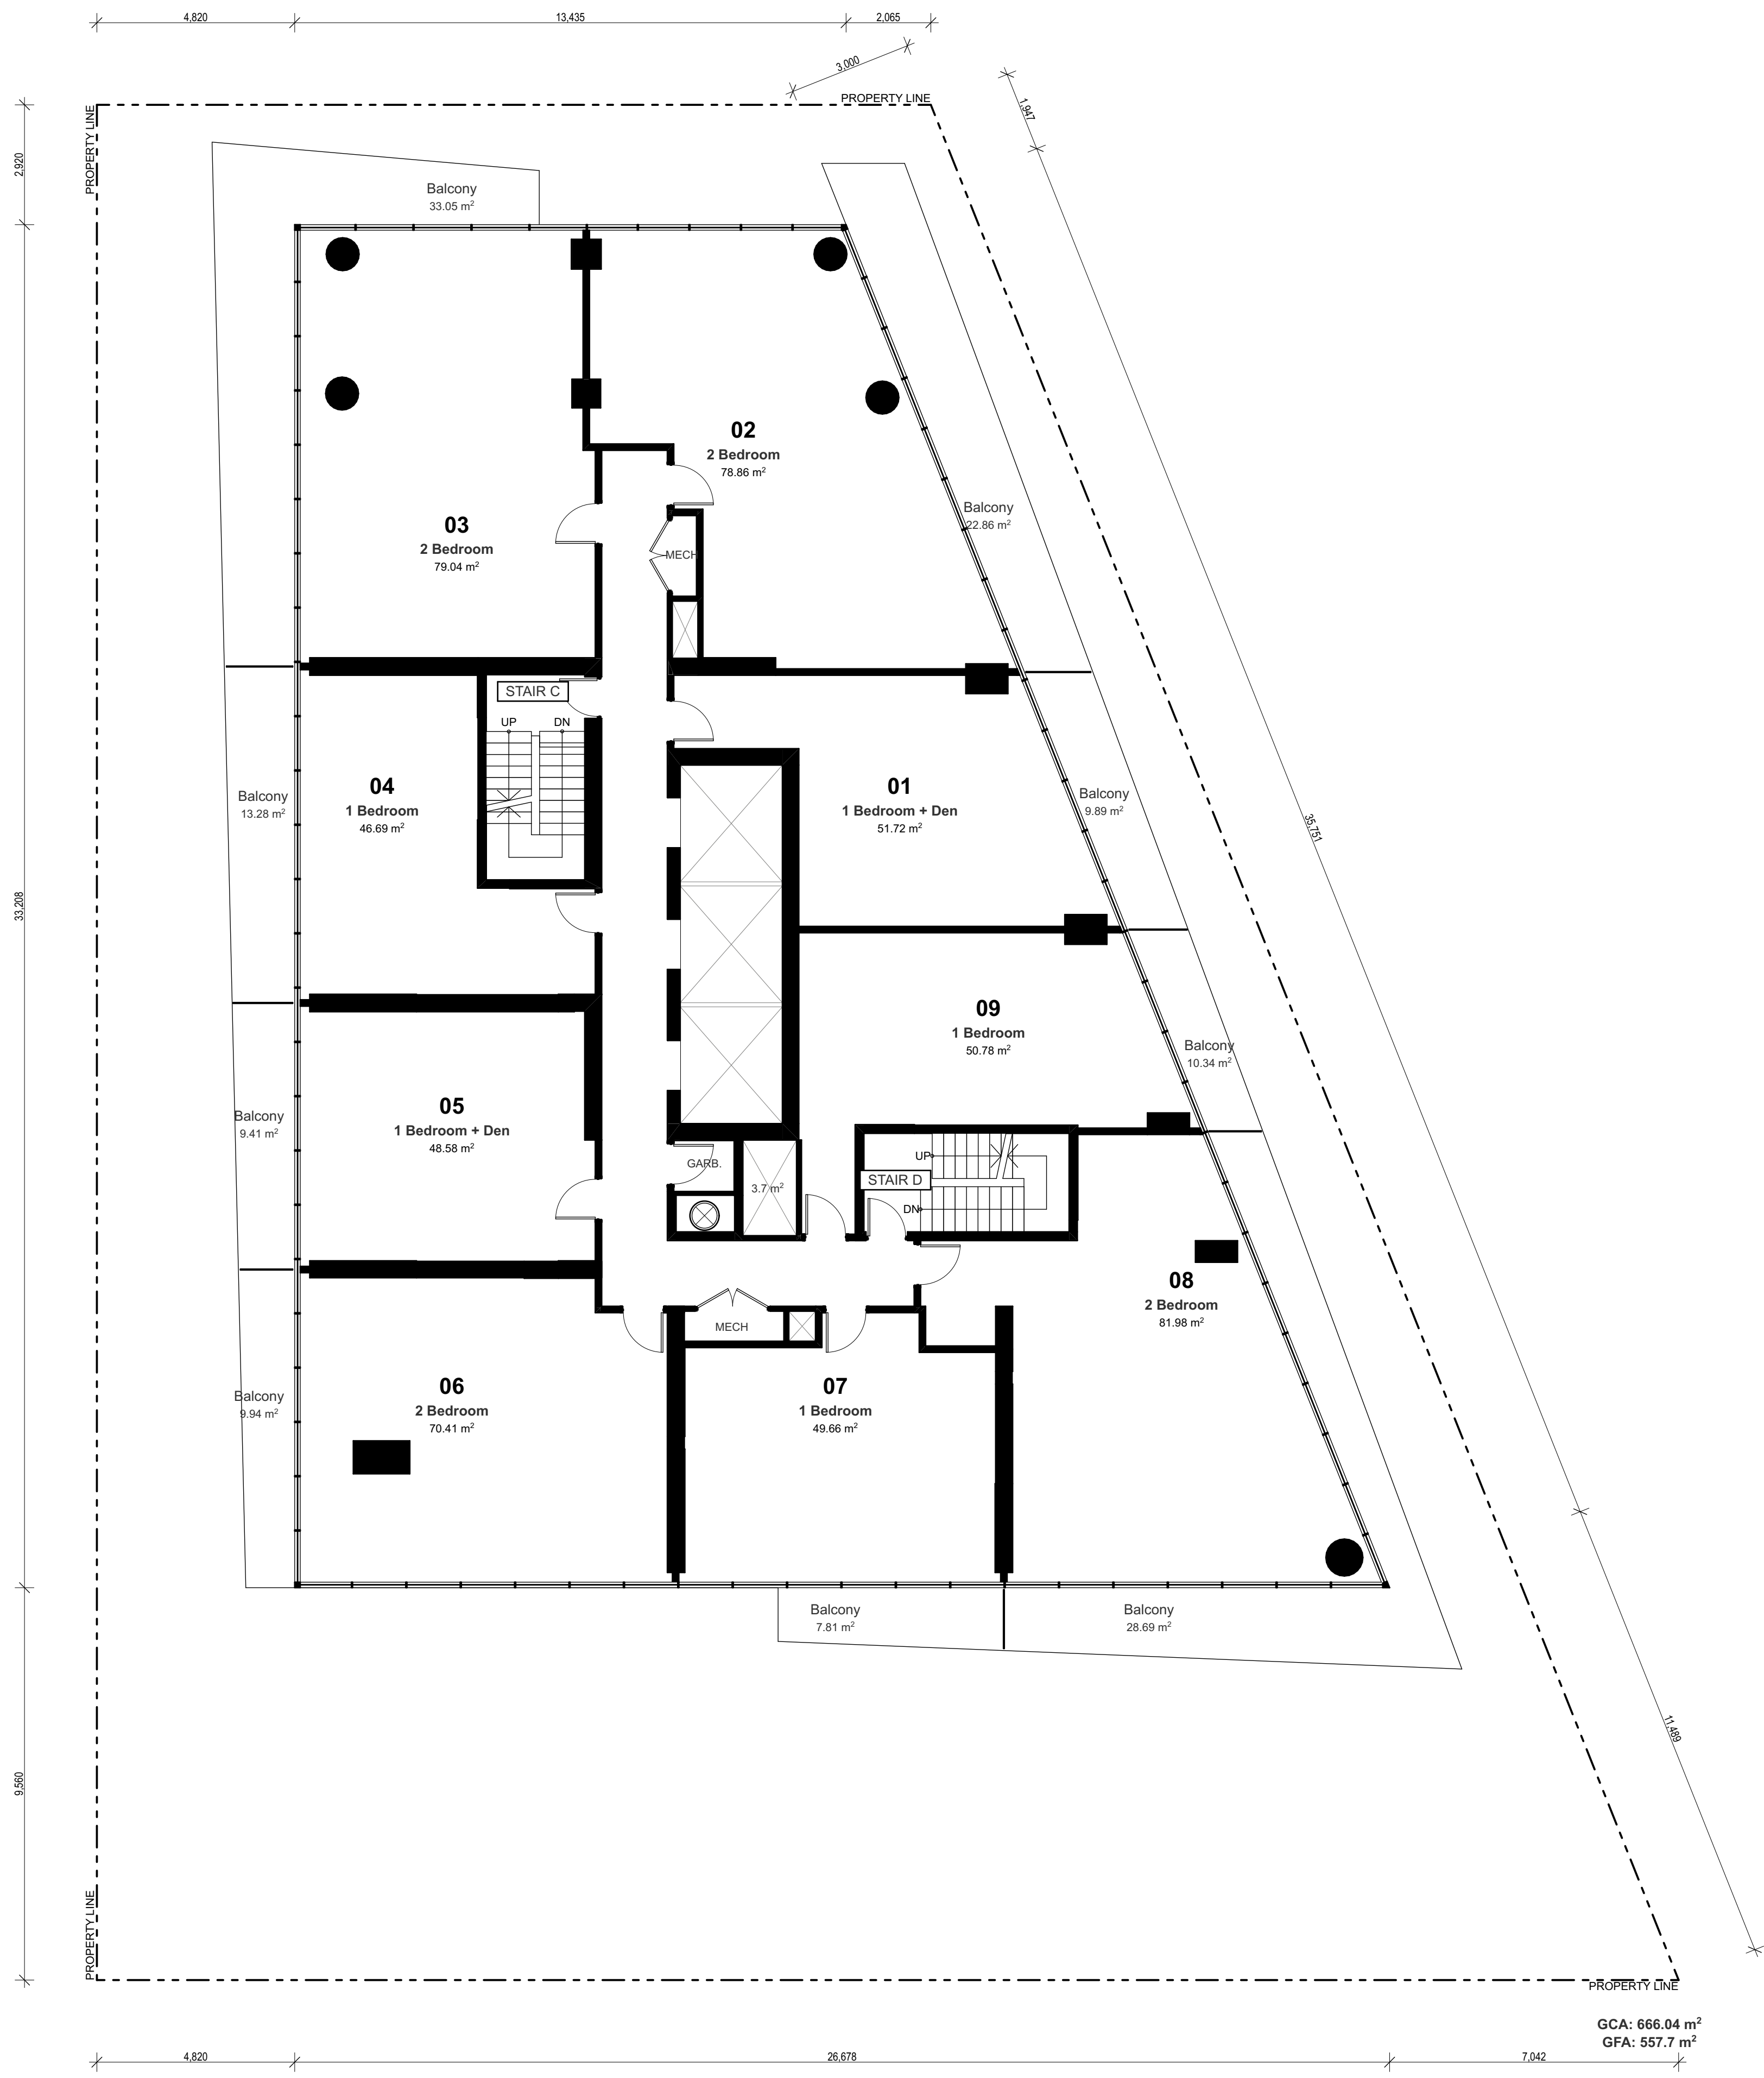 4,820
13,435
2,065
3,000
1,947
PROPERTY LINE
PROPERTY LINE
2,920
Balcony
33.05 m²
02
2 Bedroom
78.86 m²
03
2 Bedroom
79.04 m²
Balcony
22.86 m²
MECH
STAIR C
UP
DN
04
1 Bedroom
46.69 m²
Balcony
13.28 m²
01
1 Bedroom + Den
51.72 m²
Balcony
9.89 m²
35,751
33,208
09
1 Bedroom
50.78 m²
Balcony
10.34 m²
05
1 Bedroom + Den
48.58 m²
Balcony
9.41 m²
GARB.
3.7 m²
UP
STAIR D
DN
08
2 Bedroom
81.98 m²
MECH
06
2 Bedroom
70.41 m²
Balcony
9.94 m²
07
1 Bedroom
49.66 m²
Balcony
7.81 m²
Balcony
28.69 m²
11,489
9,560
PROPERTY LINE
PROPERTY LINE
GCA: 666.04 m²
GFA: 557.7 m²
4,820
26,678
7,042